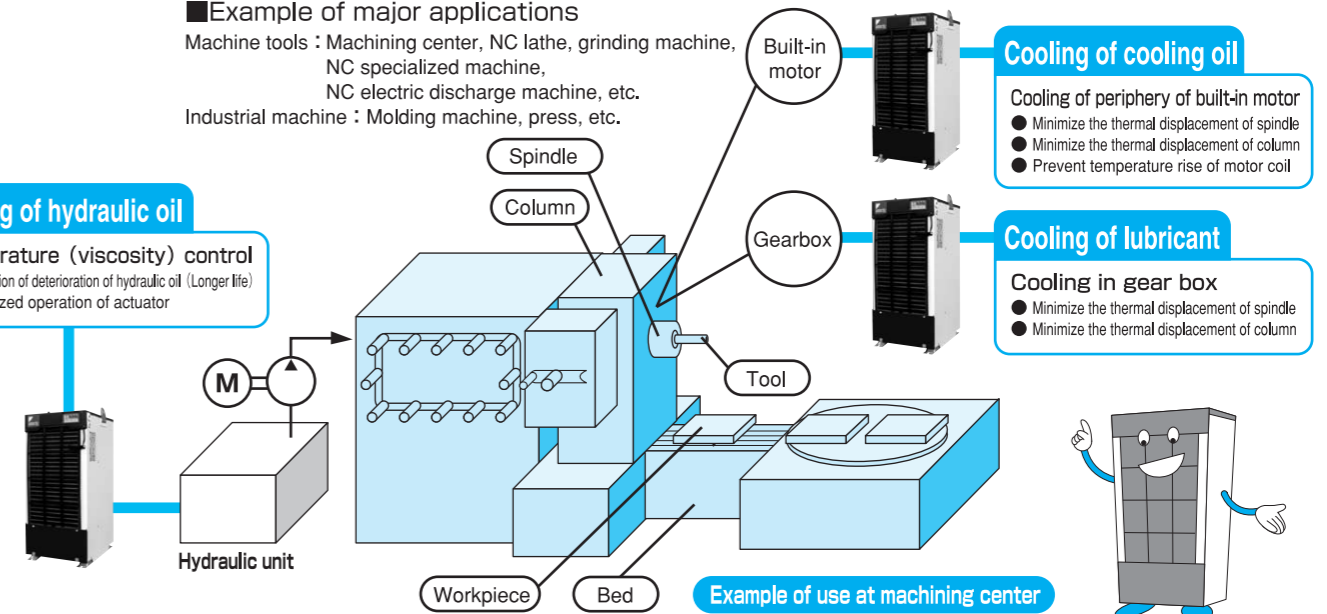 ■Example of major applications
Machine tools：Machining center, NC lathe, grinding machine,
NC specialized machine,
NC electric discharge machine, etc.
Industrial machine：Molding machine, press, etc.
Built-in
motor
Cooling of cooling oil
Cooling of periphery of built-in motor
● Minimize the thermal displacement of spindle
● Minimize the thermal displacement of column
● Prevent temperature rise of motor coil
Spindle
Column
g of hydraulic oil
rature (viscosity) control
ion of deterioration of hydraulic oil (Longer life)
zed operation of actuator
Gearbox
Cooling of lubricant
Cooling in gear box
● Minimize the thermal displacement of spindle
● Minimize the thermal displacement of column
M
Tool
Hydraulic unit
Workpiece
Bed
Example of use at machining center